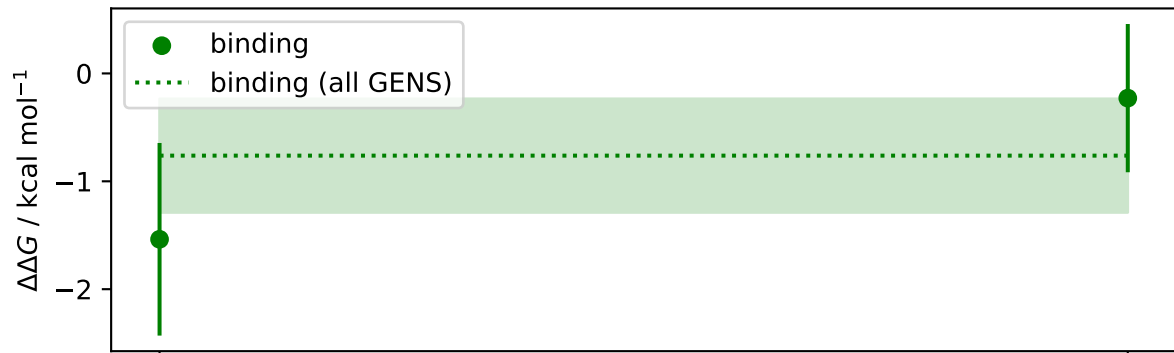 binding
binding (all GENS)
0
−1
−2
ΔΔG / kcal mol⁻¹